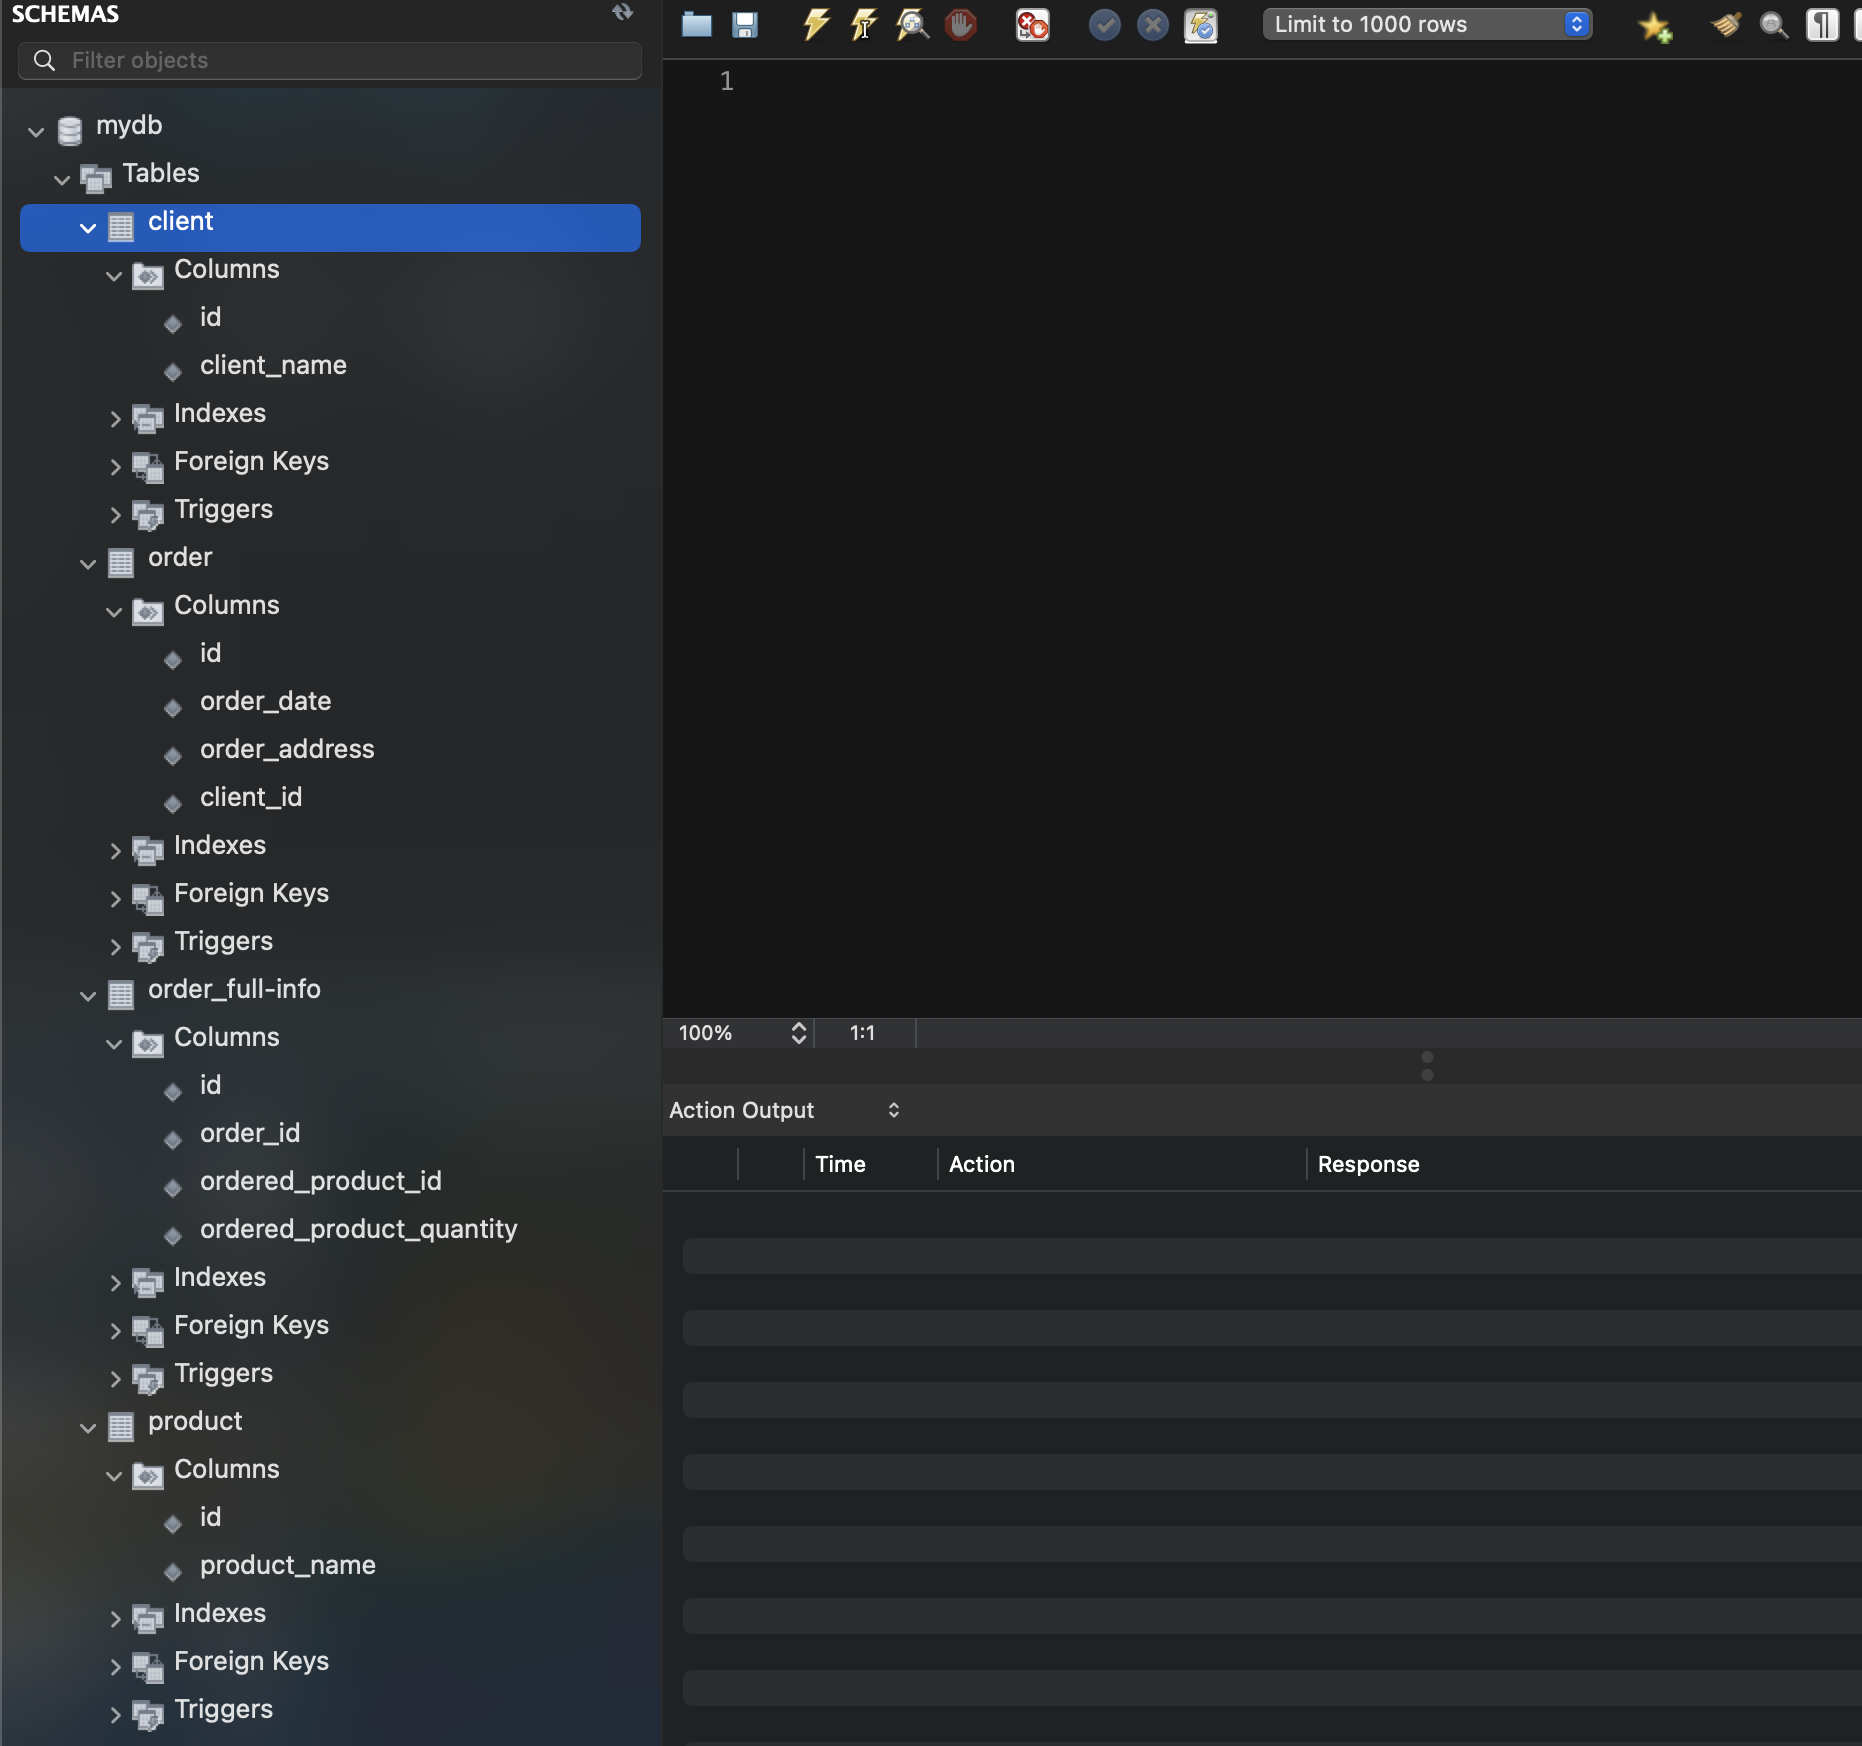 SCHEMAS
Filter objects
mydb
Tables
client
Columns
id
client_name
Indexes
Foreign Keys
Triggers
order
Columns
id
order_date
order_address
client_id
Indexes
Foreign Keys
Triggers
order_full-info
Columns
id
order_id
ordered_product_id
ordered_product_quantity
Indexes
Foreign Keys
Triggers
product
Columns
id
product_name
Indexes
Foreign Keys
Triggers
Limit to 1000 rows
1
100% 1:1
Action Output
Time Action Response